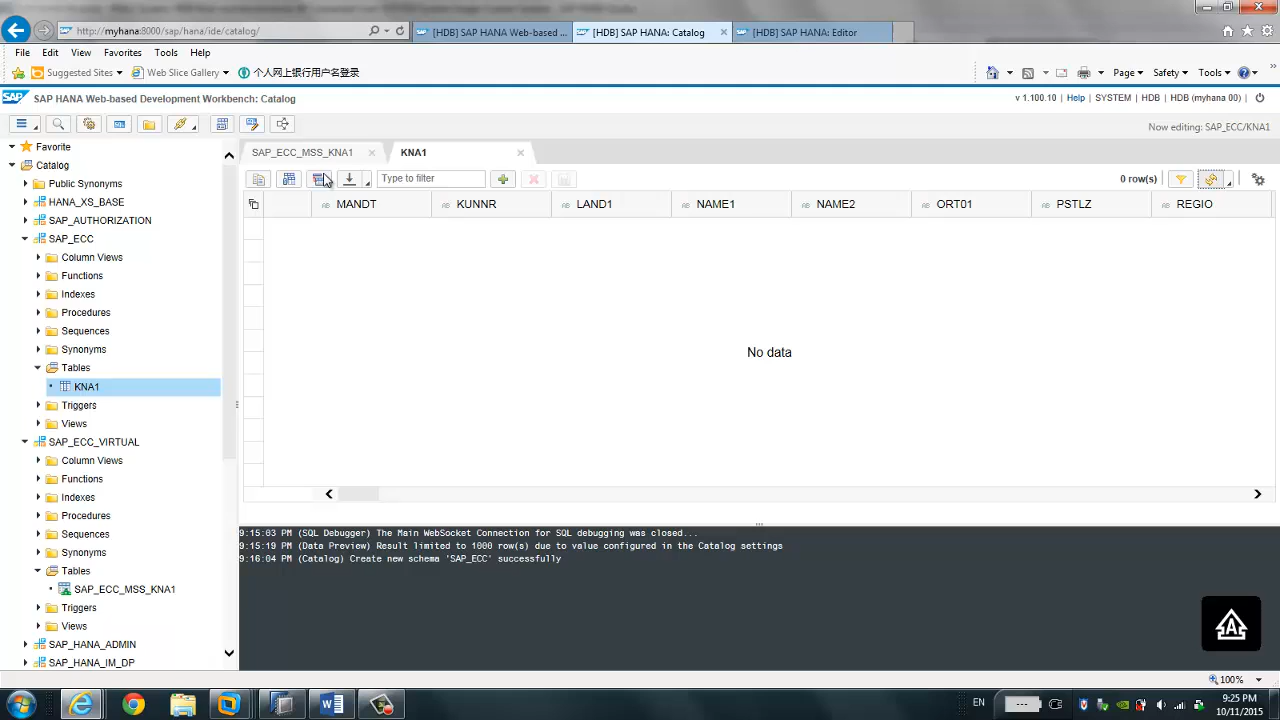 http://myhana:8000/sap/hana/ide/catalog/
[HDB] SAP HANA Web-based ...
[HDB] SAP HANA: Catalog
[HDB] SAP HANA: Editor
File Edit View Favorites Tools Help
Suggested Sites
Web Slice Gallery
个人网上银行用户名登录
Page Safety Tools
SAP
SAP HANA Web-based Development Workbench: Catalog
v 1.100.10 Help SYSTEM HDB HDB (myhana 00)
Now editing: SAP_ECC/KNA1
Favorite
Catalog
Public Synonyms
HANA_XS_BASE
SAP_AUTHORIZATION
SAP_ECC
Column Views
Functions
Indexes
Procedures
Sequences
Synonyms
Tables
KNA1
Triggers
Views
SAP_ECC_VIRTUAL
Column Views
Functions
Indexes
Procedures
Sequences
Synonyms
Tables
SAP_ECC_MSS_KNA1
Triggers
Views
SAP_HANA_ADMIN
SAP_HANA_IM_DP
SAP_ECC_MSS_KNA1
KNA1
Type to filter
0 row(s)
MANDT KUNNR LAND1 NAME1 NAME2 ORT01 PSTLZ REGIO
No data
9:15:03 PM (SQL Debugger) The Main WebSocket Connection for SQL debugging was closed...
9:15:19 PM (Data Preview) Result limited to 1000 row(s) due to value configured in the Catalog settings
9:16:04 PM (Catalog) Create new schema 'SAP_ECC' successfully
A
100%
EN
9:25 PM
10/11/2015